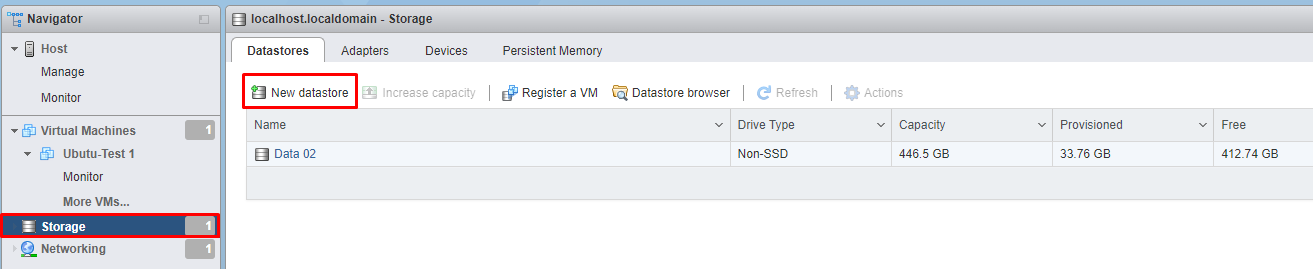 Navigator
Host
Manage
Monitor
Virtual Machines 1
Ubutu-Test 1
Monitor
More VMs...
Storage 1
Networking 1
localhost.localdomain - Storage
Datastores Adapters Devices Persistent Memory
New datastore Increase capacity Register a VM Datastore browser Refresh Actions
Name Drive Type Capacity Provisioned Free
Data 02 Non-SSD 446.5 GB 33.76 GB 412.74 GB